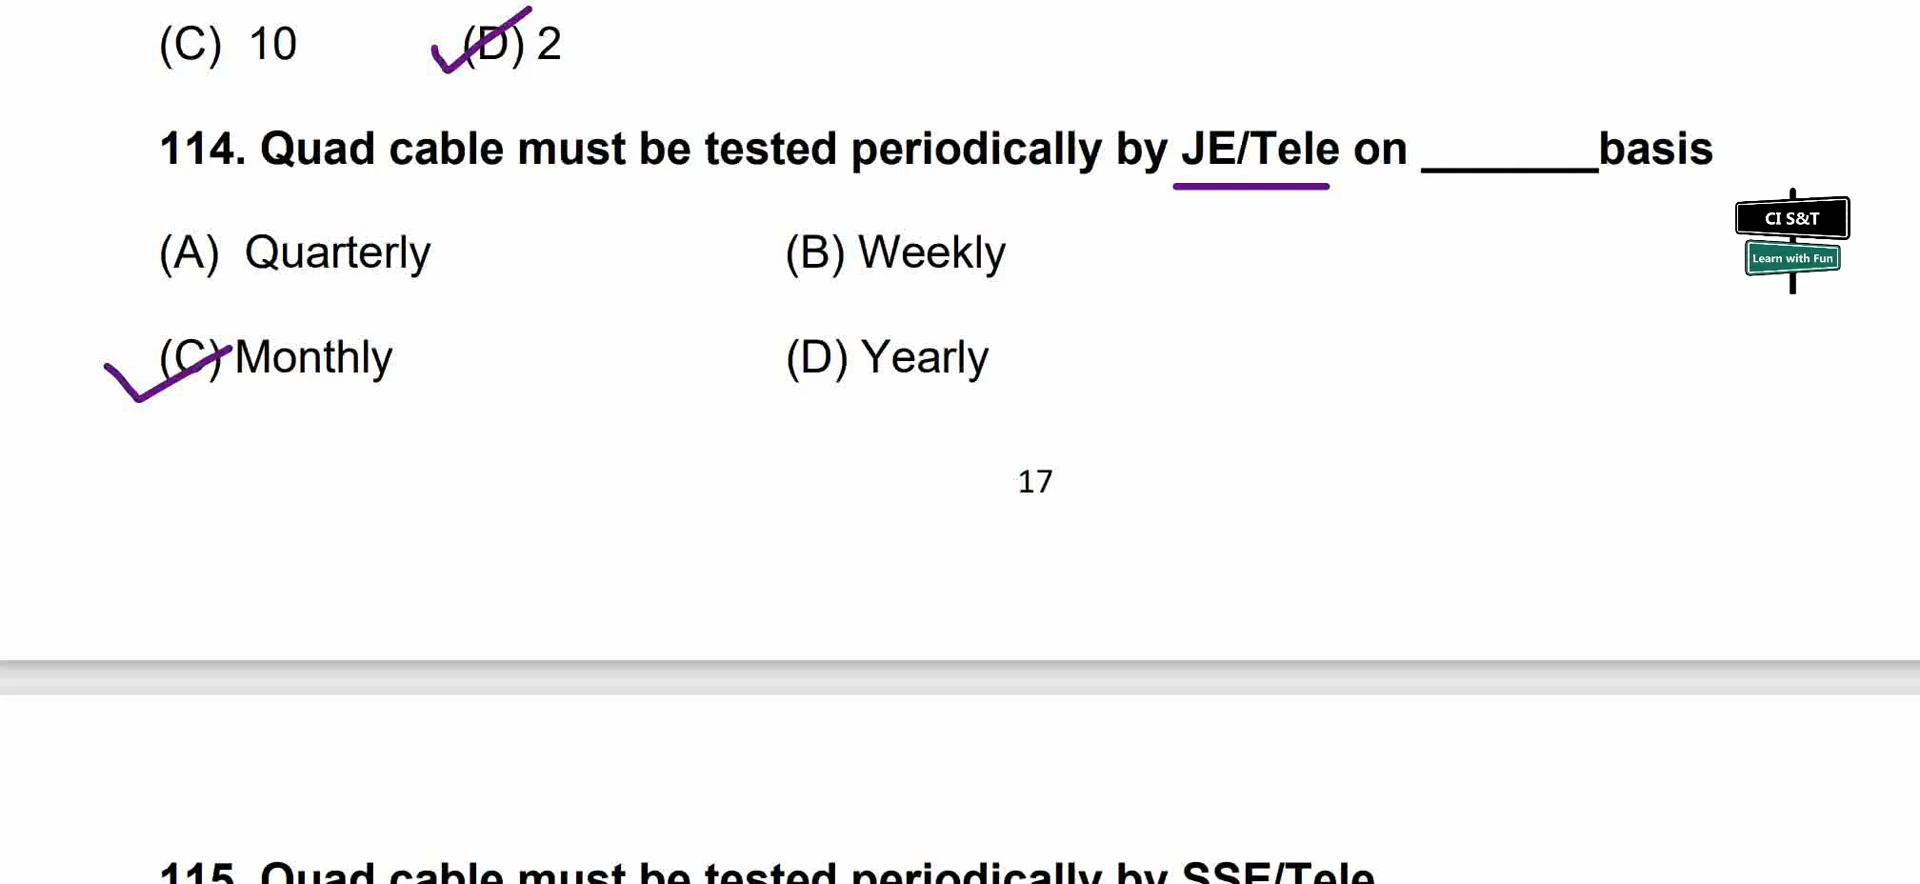 (C) 10 (D) 2
114. Quad cable must be tested periodically by JE/Tele on _______basis
CI S&T
Learn with Fun
(A) Quarterly (B) Weekly
(C) Monthly (D) Yearly
17
115. Quad cable must be tested periodically by SSE/Tele